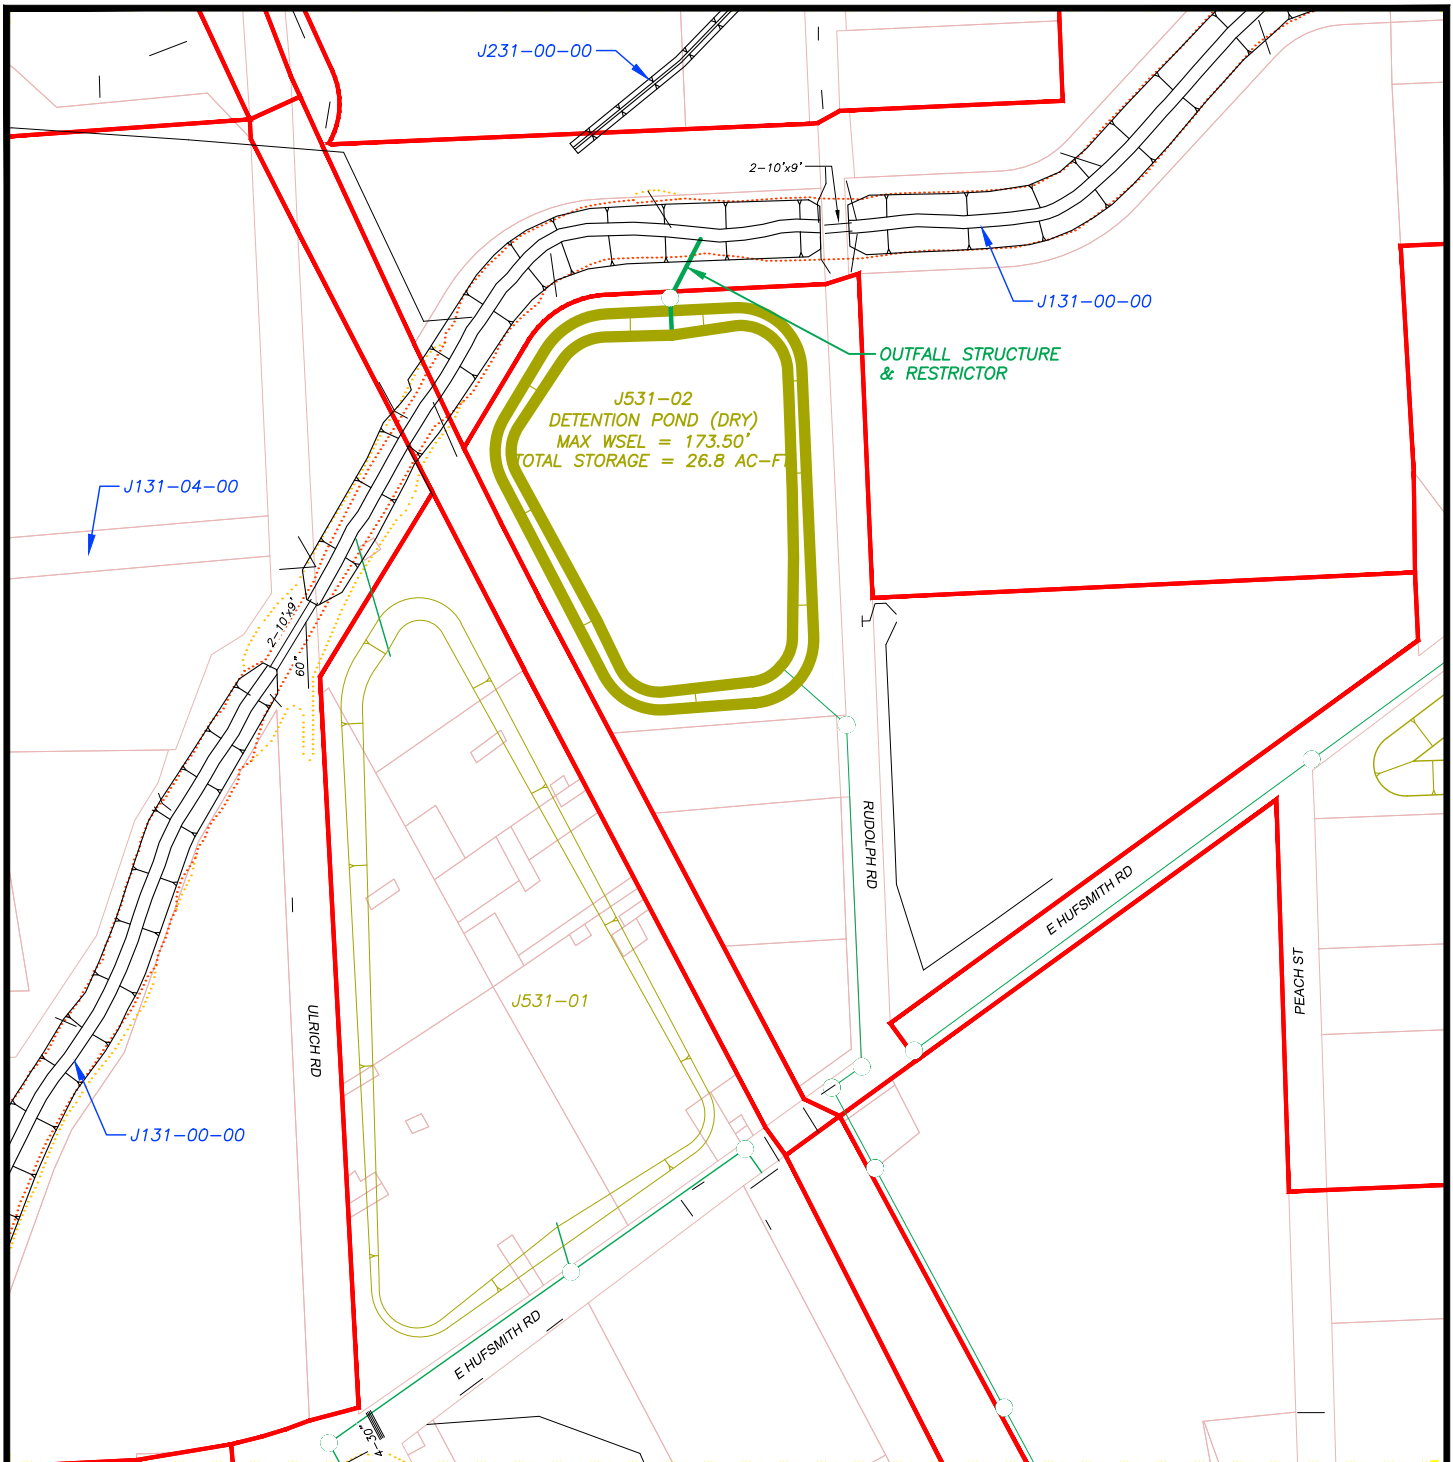 J231-00-00
2-10'x9'
J131-00-00
OUTFALL STRUCTURE
& RESTRICTOR
J531-02
DETENTION POND (DRY)
MAX WSEL = 173.50'
TOTAL STORAGE = 26.8 AC-FT
J131-04-00
2-10'x9'
60"
RUDOLPH RD
E HUFSMITH RD
PEACH ST
J531-01
ULRICH RD
J131-00-00
E HUFSMITH RD
4-30"